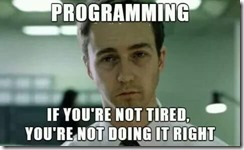 PROGRAMMING
IF YOU'RE NOT TIRED,
YOU'RE NOT DOING IT RIGHT